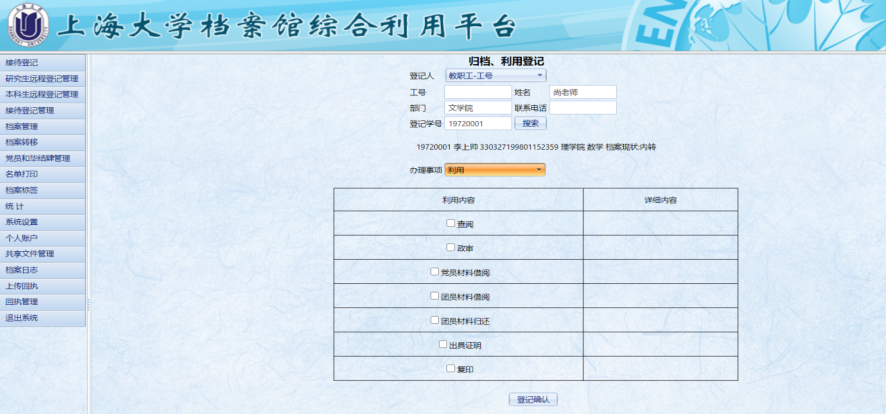 上海大学档案馆综合利用平台
接待登记
研究生远程登记管理
本科生远程登记管理
接待登记管理
档案管理
档案转移
党员和华结肄管理
名单打印
档案标签
统 计
系统设置
个人账户
共享文件管理
档案日志
上传回执
回执管理
退出系统
归档、利用登记
登记人 教职工-工号
工号 姓名 尚老师
部门 文学院 联系电话
登记学号 19720001 搜索
19720001 李上帅 330327199801152359 理学院 数学 档案现状:内转
办理事项 利用
利用内容 详细内容
查阅
政审
党员材料借阅
团员材料借阅
团员材料归还
出具证明
复印
登记确认